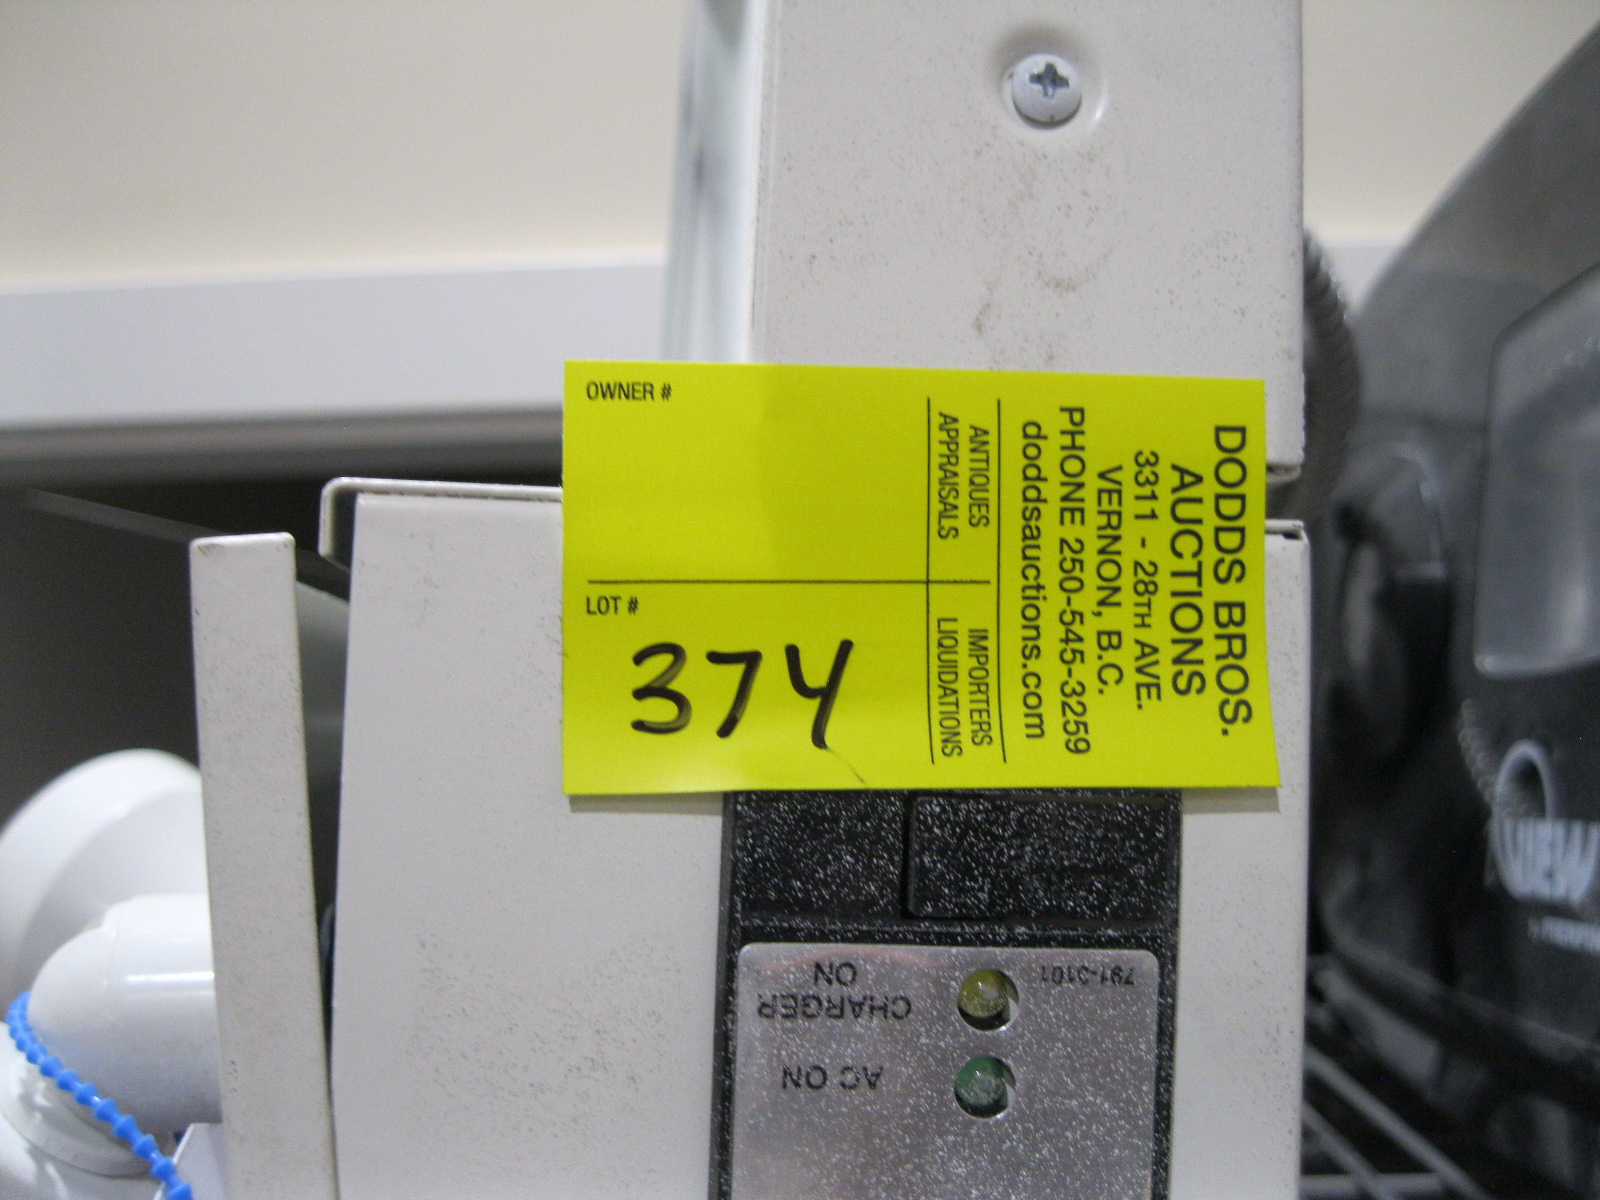 DODDS BROS.
AUCTIONS
3311 - 28TH AVE.
VERNON, B.C.
PHONE 250-545-3259
doddsauctions.com
ANTIQUES
APPRAISALS
IMPORTERS
LIQUIDATIONS
OWNER #
LOT #
374
791-3101
CHARGER
ON
AC ON
VIEW